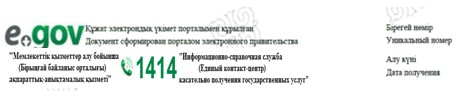 egov
Құжат электрондық үкімет порталымен құрылған
Документ сформирован порталом электронного правительства
"Мемлекеттік қызметтер алу бойынша
(Бірыңғай байланыс орталығы)
ақпараттық-анықтамалық қызметі"
1414
"Информационно-справочная служба
(Единый контакт-центр)
касательно получения государственных услуг"
Бірегей нөмір
Уникальный номер
Алу күні
Дата получения